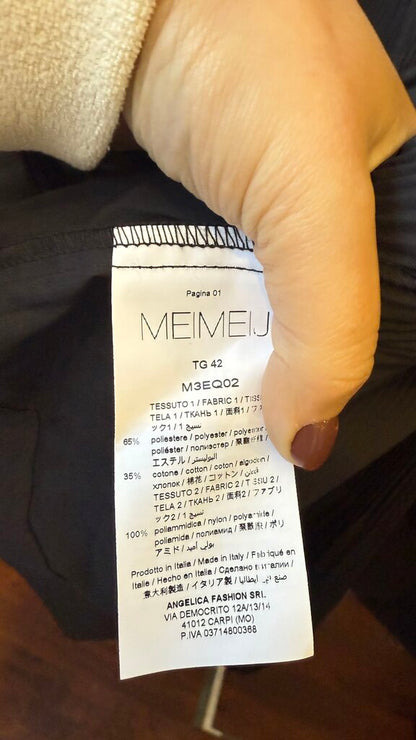 Pagina 01
MEIMEIJ
TG 42
M3EQ02
TESSUTO 1 / FABRIC 1 / TISS
TELA 1 / TKAHЬ 1 / 面料1 / ファ
ック1 / 1 نسيج
65% poliestere / polyester / polyester
poliéster / полиэстер / 聚酯纤维 /
エステル / البوليستر
35% cotone / cotton / coton / algodón /
хлопок / 棉花 / コットン / قطن
TESSUTO 2 / FABRIC 2 / TISSU 2 /
TELA 2 / ТКАНЬ 2 / 面料2 / ファブリ
ック2 / 1 نسيج
100% poliammidica / nylon / polyamide /
poliamida / полиамид / 聚酰胺 / ポリ
アミド / بولي أميد
Prodotto in Italia / Made in Italy / Fabriqué en
Italie / Hecho en Italia / Сделано в Италии /
意大利製造 / イタリア製 / صنع في إيطاليا
ANGELICA FASHION SRL.
VIA DEMOCRITO 12A/13/14
41012 CARPI (MO)
P.IVA 03714800368